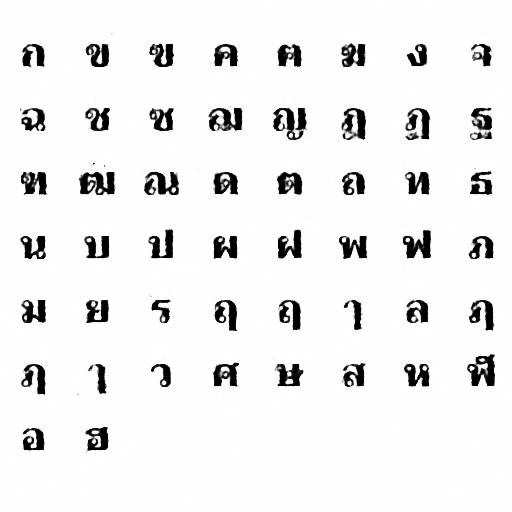 ก ข ฃ ค ฅ ฆ ง จ
ฉ ช ซ ฌ ญ ฎ ฏ ฐ
ฑ ฒ ณ ด ต ถ ท ธ
น บ ป ผ ฝ พ ฟ ภ
ม ย ร ฤ ฤ ๅ ล ฦ
ฦ ๅ ว ศ ษ ส ห ฬ
อ ฮ